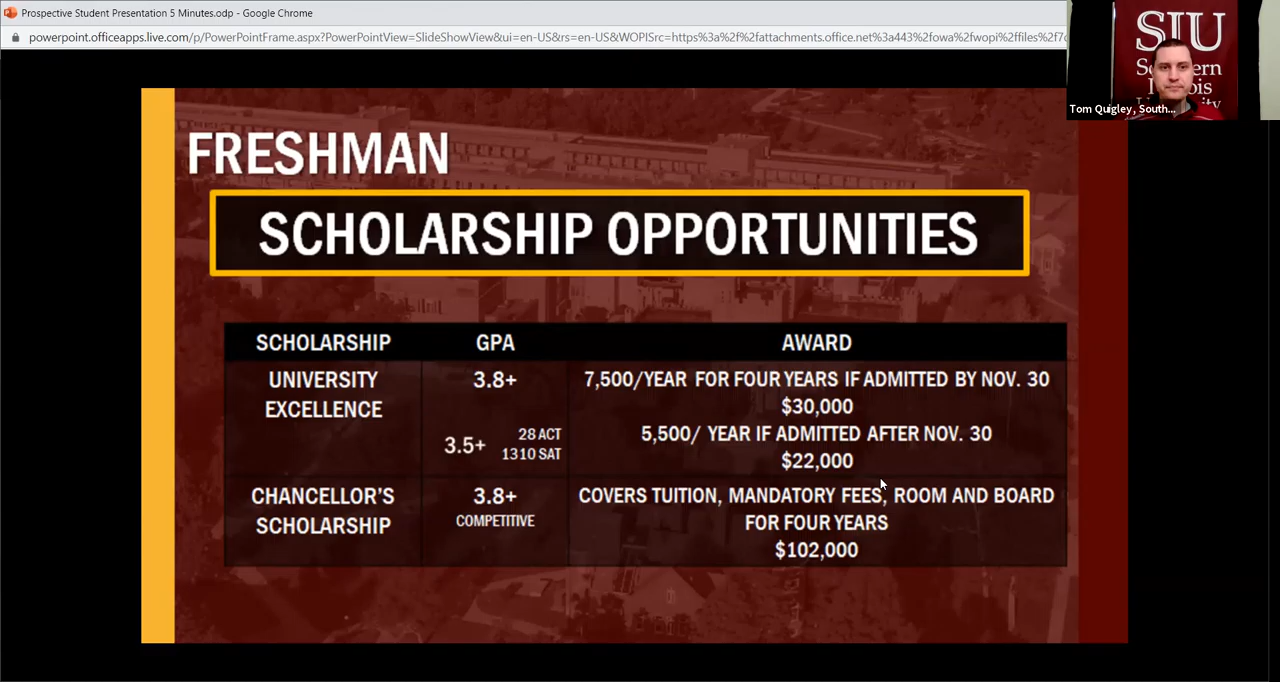 Prospective Student Presentation 5 Minutes.odp - Google Chrome
powerpoint.officeapps.live.com/p/PowerPointFrame.aspx?PowerPointView=SlideShowView&ui=en-US&rs=en-US&WOPISrc=https%3a%2f%2fattachments.office.net%3a443%2fowa%2fwopi%2ffiles%2f7
SIU
Tom Quigley, South...
FRESHMAN
SCHOLARSHIP OPPORTUNITIES
SCHOLARSHIP GPA AWARD
UNIVERSITY 3.8+ 7,500/YEAR FOR FOUR YEARS IF ADMITTED BY NOV. 30
EXCELLENCE $30,000
3.5+ 28 ACT 5,500/ YEAR IF ADMITTED AFTER NOV. 30
1310 SAT $22,000
CHANCELLOR'S 3.8+ COVERS TUITION, MANDATORY FEES, ROOM AND BOARD
SCHOLARSHIP COMPETITIVE FOR FOUR YEARS
$102,000